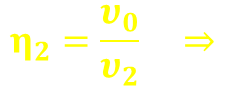 η₂ = υ₀/υ₂ ⇒